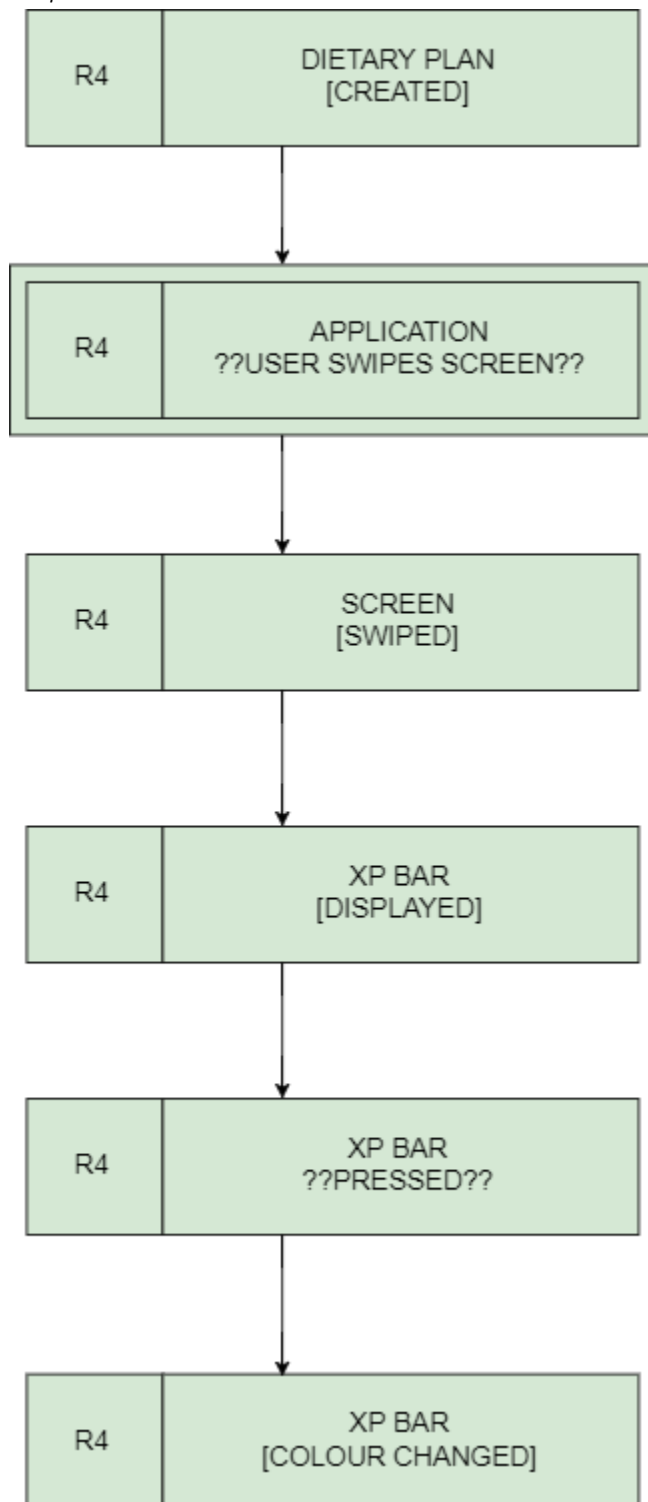 R4
DIETARY PLAN
[CREATED]
R4
APPLICATION
??USER SWIPES SCREEN??
R4
SCREEN
[SWIPED]
R4
XP BAR
[DISPLAYED]
R4
XP BAR
??PRESSED??
R4
XP BAR
[COLOUR CHANGED]